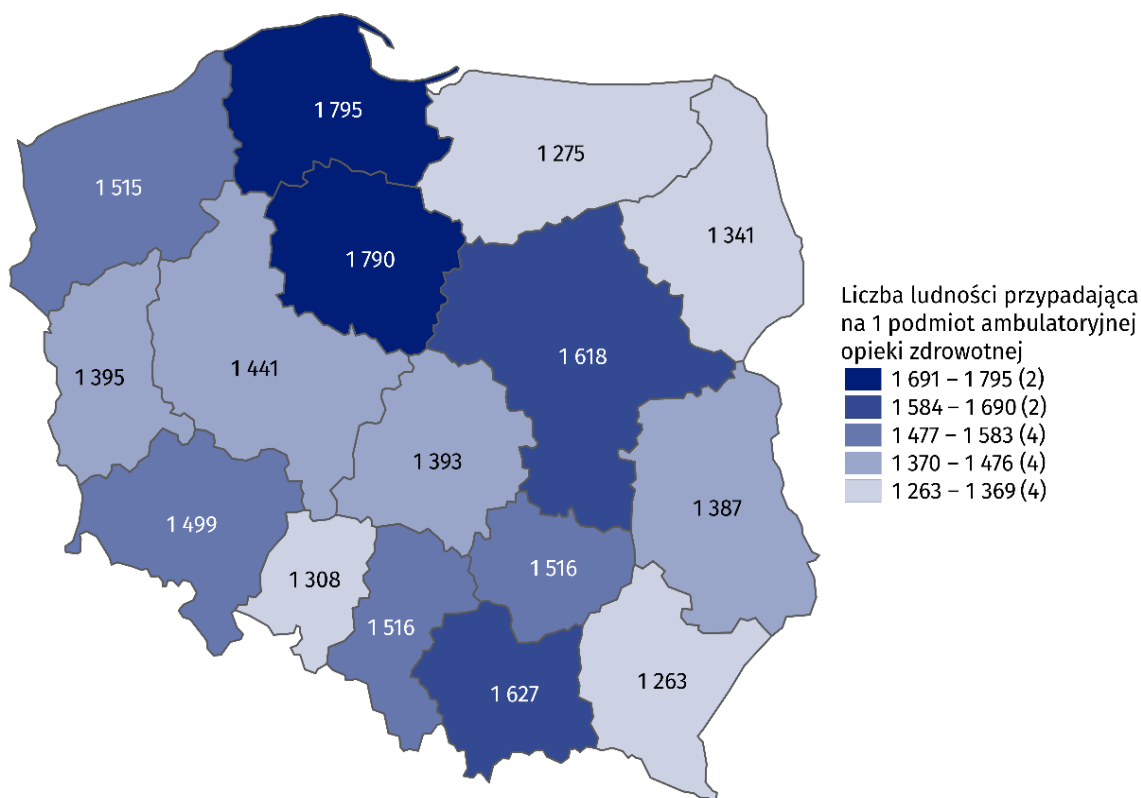 1 795
1 275
1 515
1 341
1 790
1 618
1 441
1 395
1 393
1 387
1 499
1 516
1 308
1 516
1 263
1 627
Liczba ludności przypadająca
na 1 podmiot ambulatoryjnej
opieki zdrowotnej
1 691 – 1 795 (2)
1 584 – 1 690 (2)
1 477 – 1 583 (4)
1 370 – 1 476 (4)
1 263 – 1 369 (4)